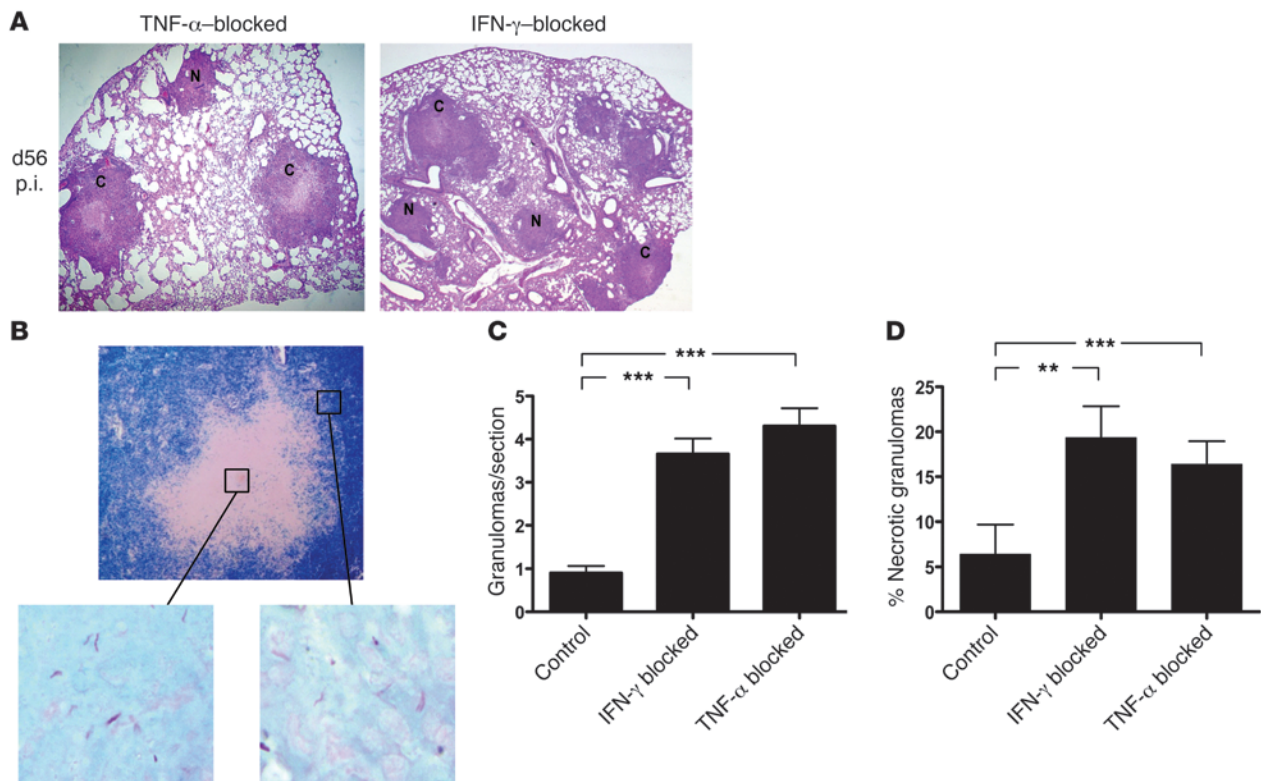 A
TNF-α–blocked
IFN-γ–blocked
d56
p.i.
N
C
C
C
N
N
C
B
C
***
***
Granulomas/section
5
4
3
2
1
0
Control
IFN-γ blocked
TNF-α blocked
D
***
**
% Necrotic granulomas
25
20
15
10
5
0
Control
IFN-γ blocked
TNF-α blocked